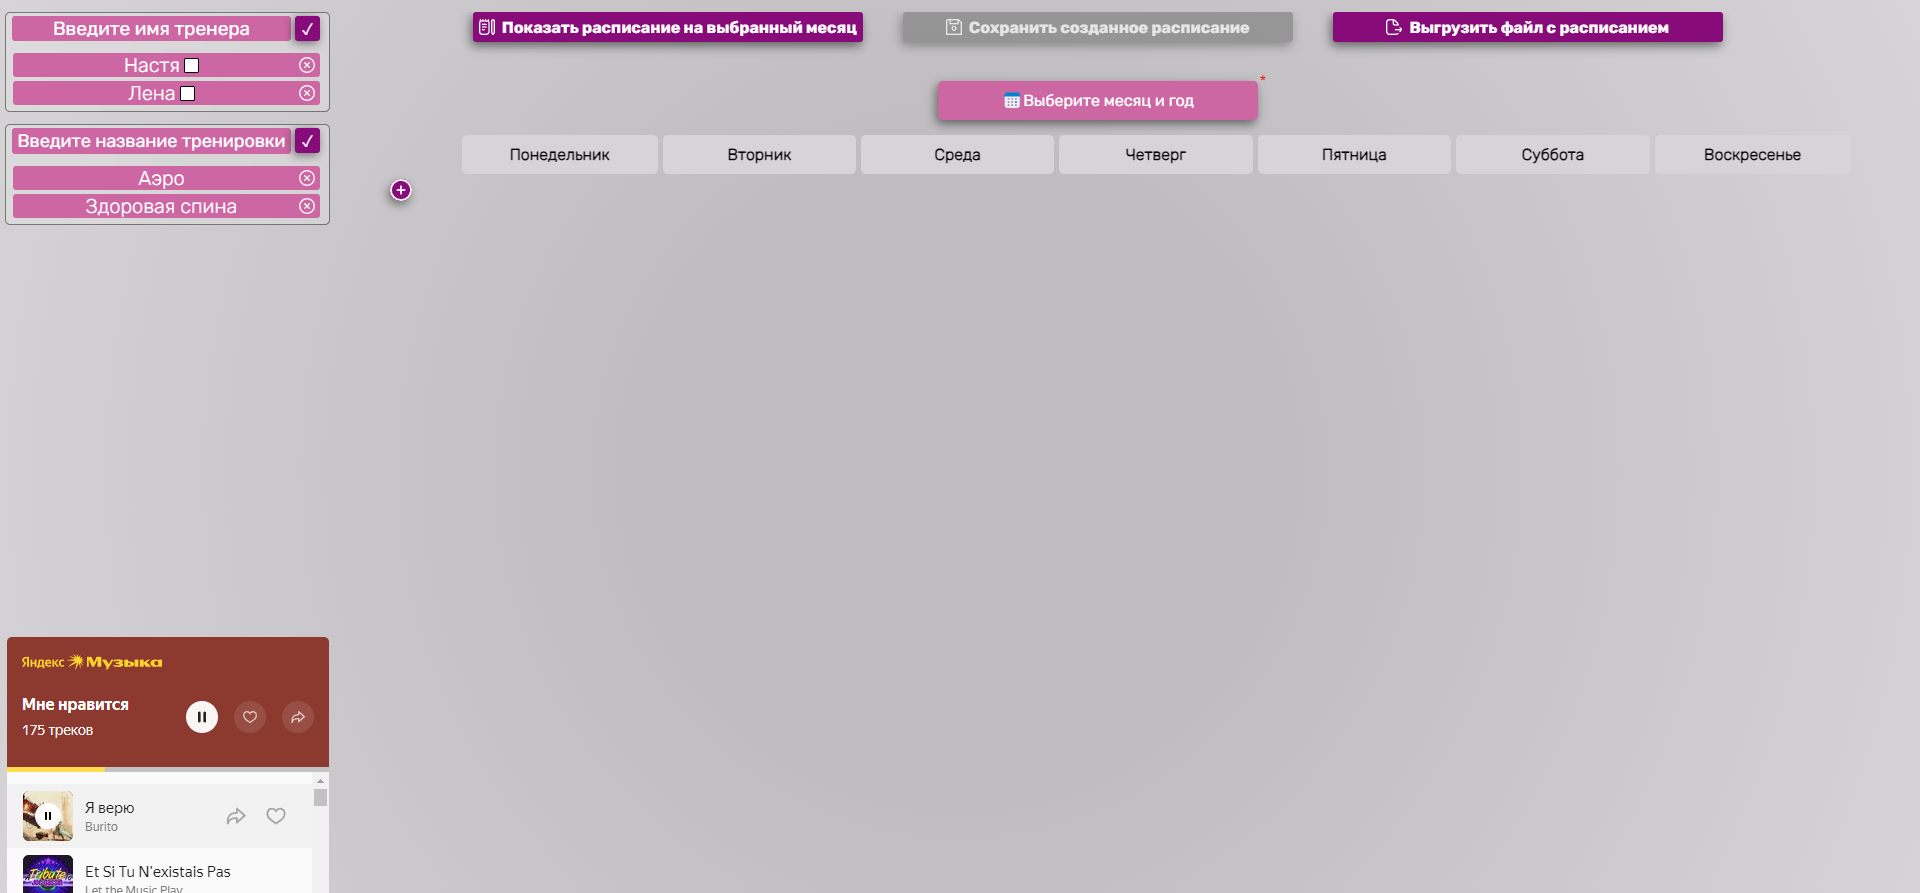 Введите имя тренера
Настя
Лена
Введите название тренировки
Аэро
Здоровая спина
Показать расписание на выбранный месяц
Сохранить созданное расписание
Выгрузить файл с расписанием
Выберите месяц и год
*
Понедельник
Вторник
Среда
Четверг
Пятница
Суббота
Воскресенье
Яндекс Музыка
Мне нравится
175 треков
Я верю
Burito
Et Si Tu N'existais Pas
Let the Music Play